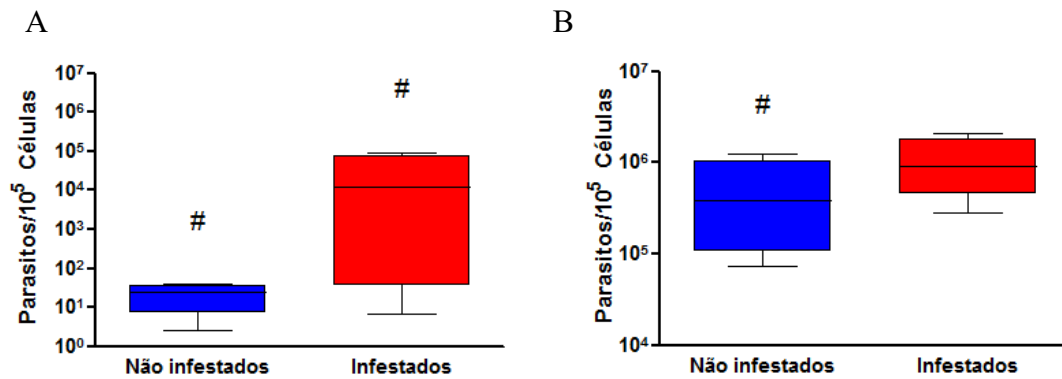 A
Parasitos/10⁵ Células
10⁷
10⁶
10⁵
10⁴
10³
10²
10¹
10⁰
#
#
Não infestados
Infestados
B
Parasitos/10⁵ Células
10⁷
10⁶
10⁵
10⁴
#
Não infestados
Infestados